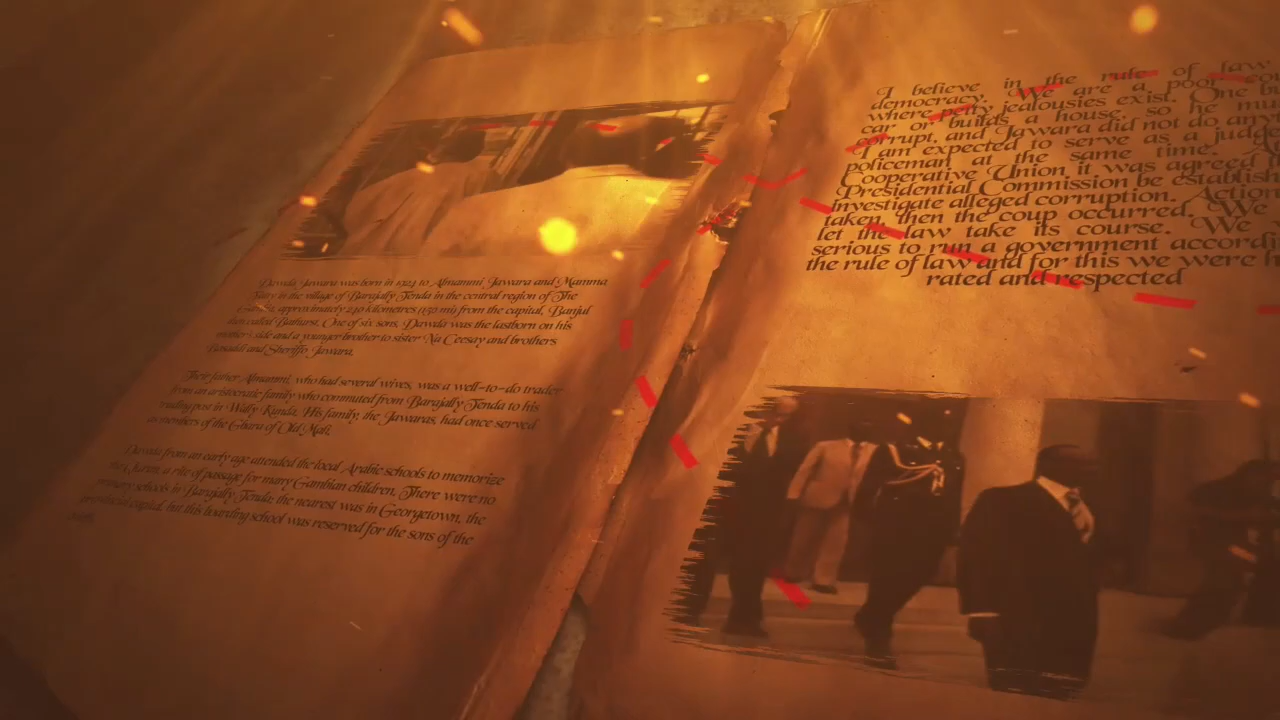 Dawda Jawara was born in 1924 to Almammi Jawara and Mamma
Fatty in the village of Barajally Tenda in the central region of The
approximately 240 kilometres (150 mi) from the capital, Banjul
then called Bathurst. One of six sons, Dawda was the lastborn on his
mother's side and a younger brother to sister Na Ceesay and brothers
Basaidi and Sheriffo Jawara.
Their father Almammi, who had several wives, was a well-to-do trader
from an aristocratic family who commuted from Barajally Tenda to his
trading post in Wally Kunda. His family, the Jawaras, had once served
as members of the Gbara of Old Mali.
Dawda from an early age attended the local Arabic schools to memorize
the Quran, a rite of passage for many Gambian children. There were no
primary schools in Barajally Tenda: the nearest was in Georgetown, the
provincial capital, but this boarding school was reserved for the sons of the
I believe in the rule of law
democracy. We are a poor
where petty jealousies exist. One
car or builds a house, so he
corrupt, and Jawara did not do
I am expected to serve as a judge
policeman at the same time.
Cooperative Union it was agreed
Presidential Commission be
investigate alleged corruption. Action
taken, then the coup occurred. We
let the law take its course. We
serious to run a government
the rule of law and for this we were
rated and respected